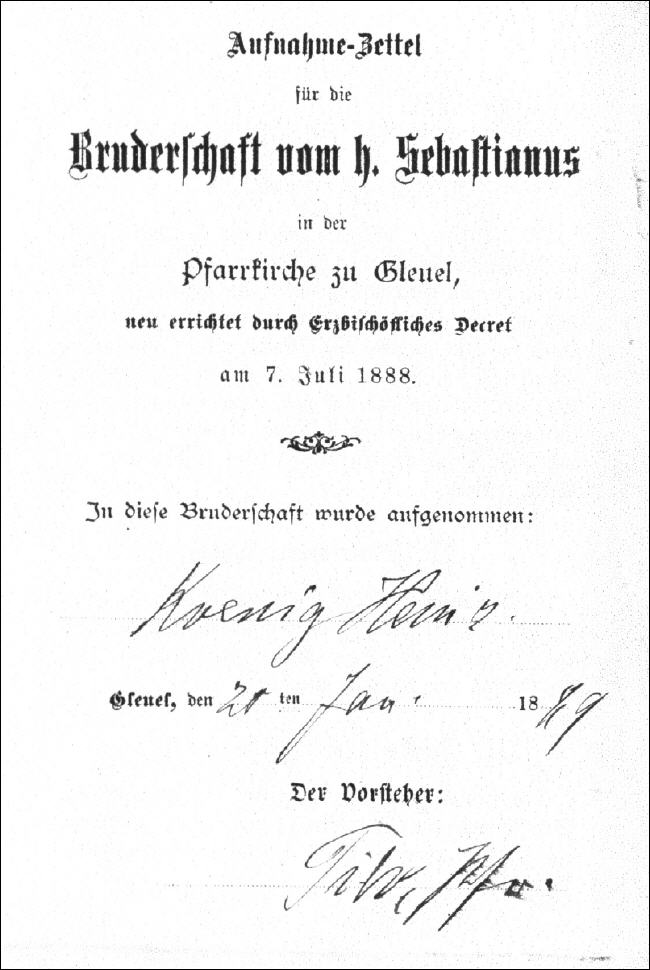 Aufnahme-Zettel
für die
Bruderschaft vom h. Sebastianus
in der
Pfarrkirche zu Gleuel,
neu errichtet durch Erzbischöfliches Decret
am 7. Juli 1888.
In diese Bruderschaft wurde aufgenommen:
Koenig Heinr.
Gleuel, den 20 ten Jan. 1889
Der Vorsteher: